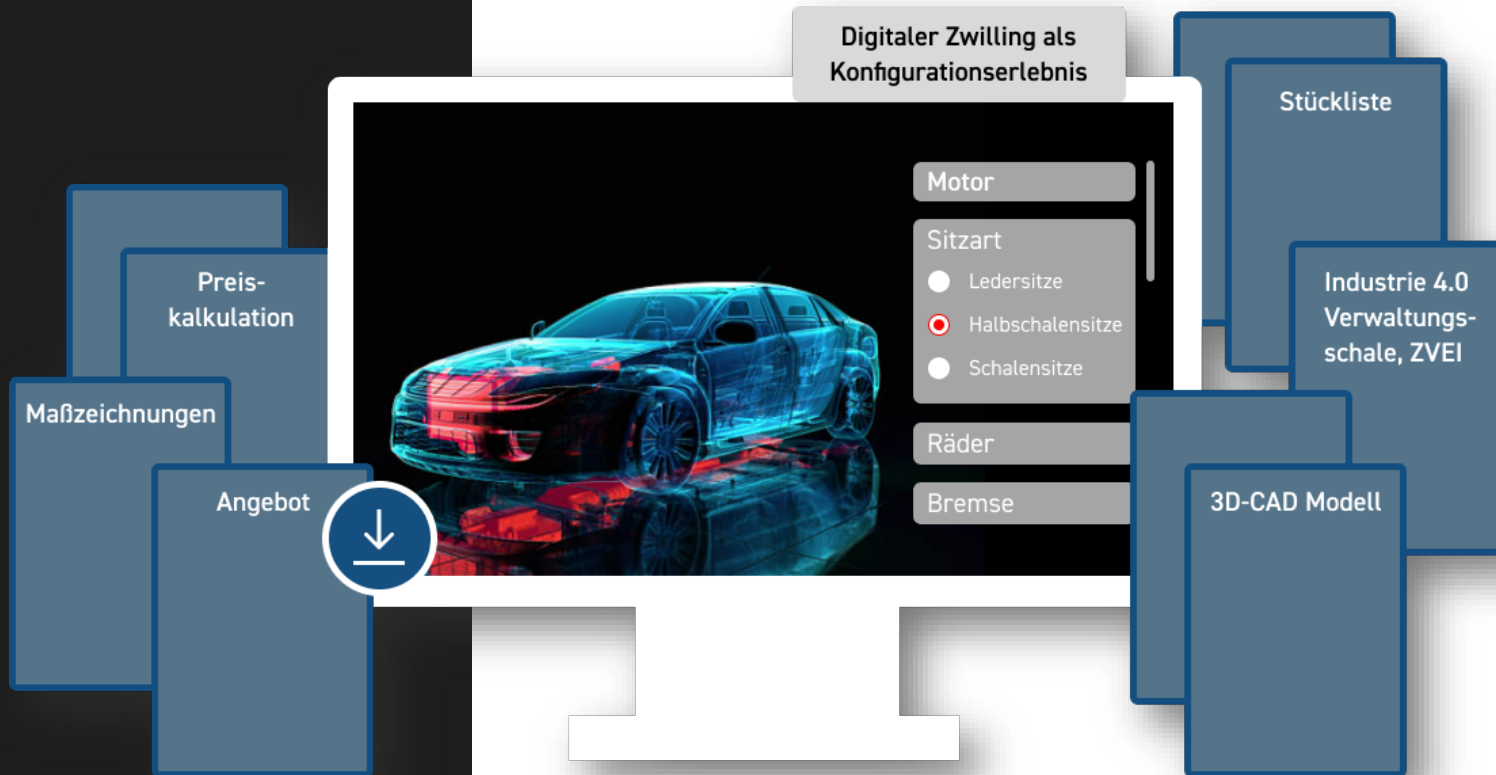 Digitaler Zwilling als
Konfigurationserlebnis
Stückliste
Motor
Sitzart
Ledersitze
Halbschalensitze
Schalensitze
Räder
Bremse
Preis-
kalkulation
Maßzeichnungen
Angebot
Industrie 4.0
Verwaltungs-
schale, ZVEI
3D-CAD Modell